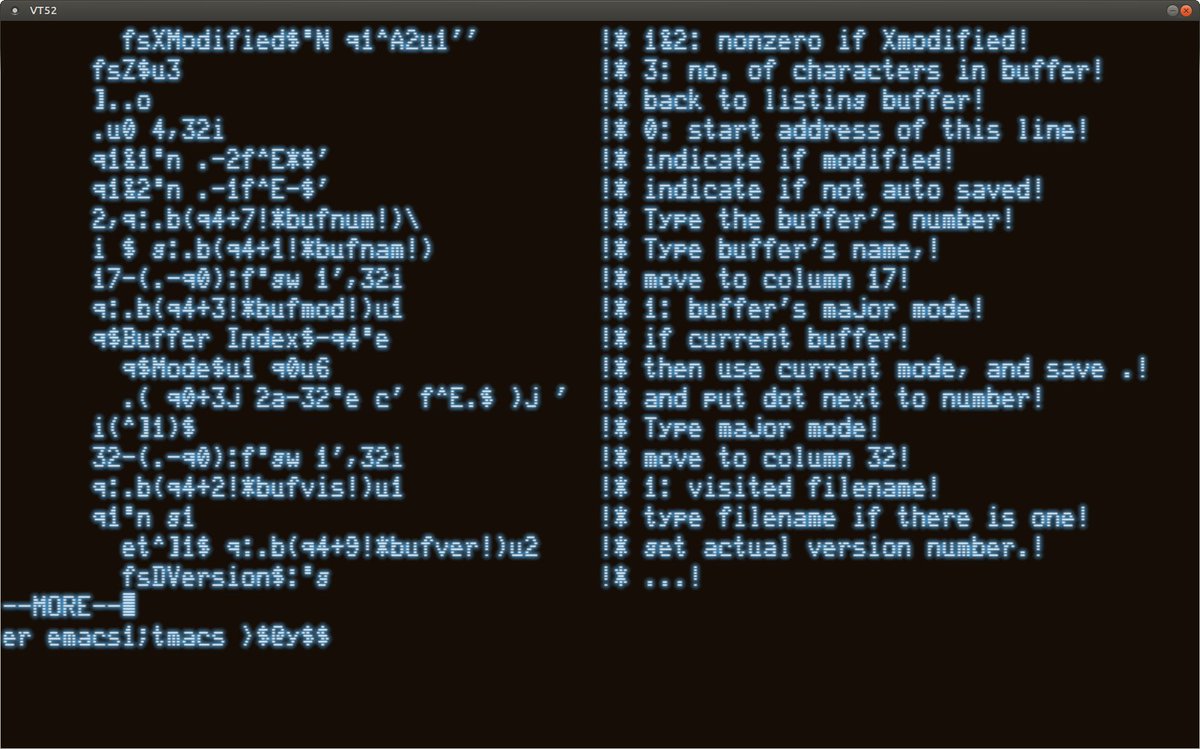 VT52
fsXModified$"N q1^A2u1''           !* 1&2: nonzero if Xmodified!
fsZ$u3                             !* 3: no. of characters in buffer!
]..o                               !* back to listing buffer!
.u0 4,32i                          !* 0: start address of this line!
q1&1"n .-2f^E*$'                   !* indicate if modified!
q1&2"n .-1f^E-$'                   !* indicate if not auto saved!
2,q:.b(q4+7!*bufnum!)\             !* Type the buffer's number!
i $ g:.b(q4+1!*bufnam!)            !* Type buffer's name,!
17-(.-q0):f"gw 1',32i              !* move to column 17!
q:.b(q4+3!*bufmod!)u1              !* 1: buffer's major mode!
q$Buffer Index$-q4"e               !* if current buffer!
q$Mode$u1 q0u6                     !* then use current mode, and save .!
.( q0+3J 2a-32"e c' f^E.$ )j '     !* and put dot next to number!
i(^]1)$                            !* Type major mode!
32-(.-q0):f"gw 1',32i              !* move to column 32!
q:.b(q4+2!*bufvis!)u1              !* 1: visited filename!
q1"n g1                            !* type filename if there is one!
et^]1$ q:.b(q4+9!*bufver!)u2       !* get actual version number.!
fsDVersion$:"g                     !* ...!
--MORE--
er emacs1;tmacs >$@y$$